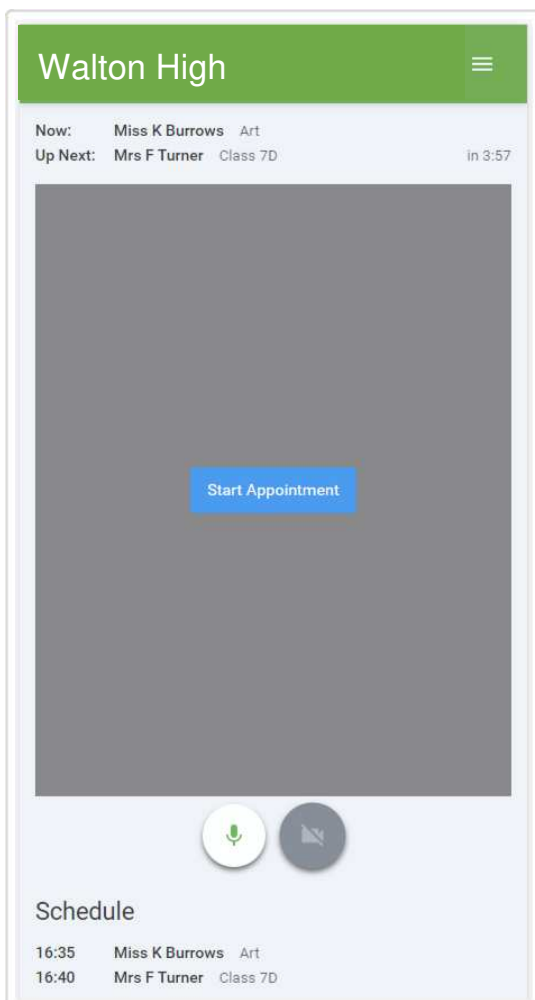 Walton High
Now: Miss K Burrows Art
Up Next: Mrs F Turner Class 7D in 3:57
Start Appointment
Schedule
16:35 Miss K Burrows Art
16:40 Mrs F Turner Class 7D